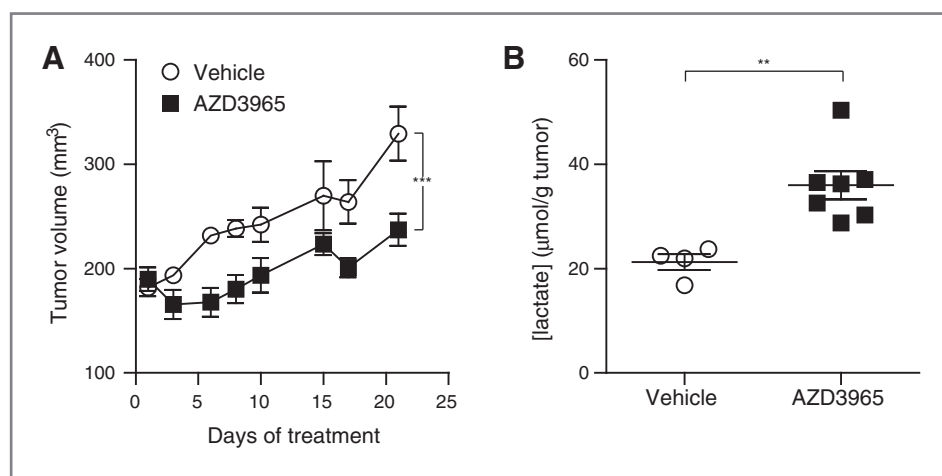 A
Vehicle
AZD3965
Tumor volume (mm³)
400
300
200
100
0
5
10
15
20
25
Days of treatment
***
B
[lactate] (μmol/g tumor)
60
40
20
0
**
Vehicle
AZD3965